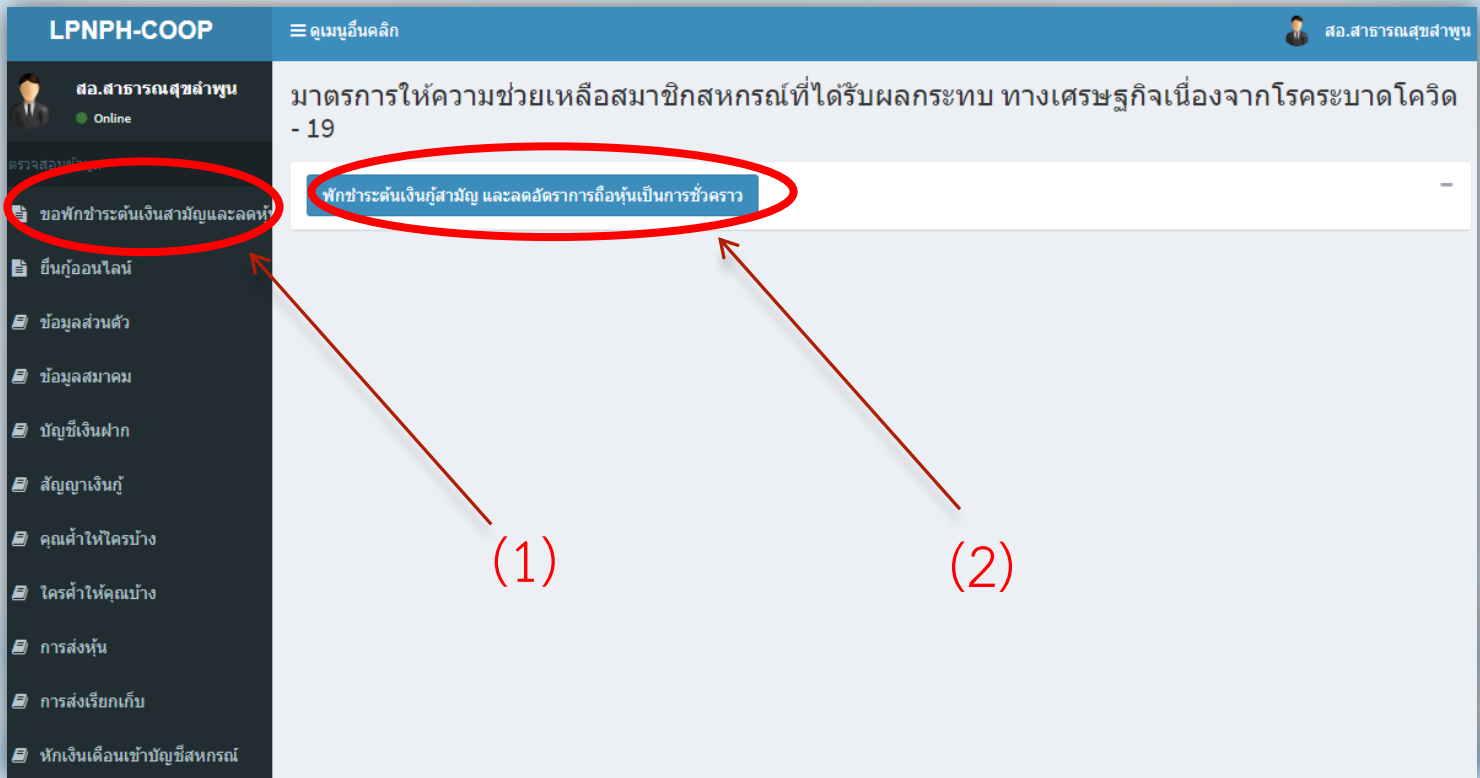 LPNPH-COOP
ดูเมนูอื่นคลิก
สอ.สาธารณสุขลำพูน
สอ.สาธารณสุขลำพูน
Online
มาตรการให้ความช่วยเหลือสมาชิกสหกรณ์ที่ได้รับผลกระทบ ทางเศรษฐกิจเนื่องจากโรคระบาดโควิด
- 19
พักชำระต้นเงินกู้สามัญ และลดอัตราการถือหุ้นเป็นการชั่วคราว
ขอพักชำระต้นเงินสามัญและลดหุ้น
ยื่นกู้ออนไลน์
ข้อมูลส่วนตัว
ข้อมูลสมาคม
บัญชีเงินฝาก
สัญญาเงินกู้
คุณค้ำให้ใครบ้าง
ใครค้ำให้คุณบ้าง
การส่งหุ้น
การส่งเรียกเก็บ
หักเงินเดือนเข้าบัญชีสหกรณ์
(1)
(2)